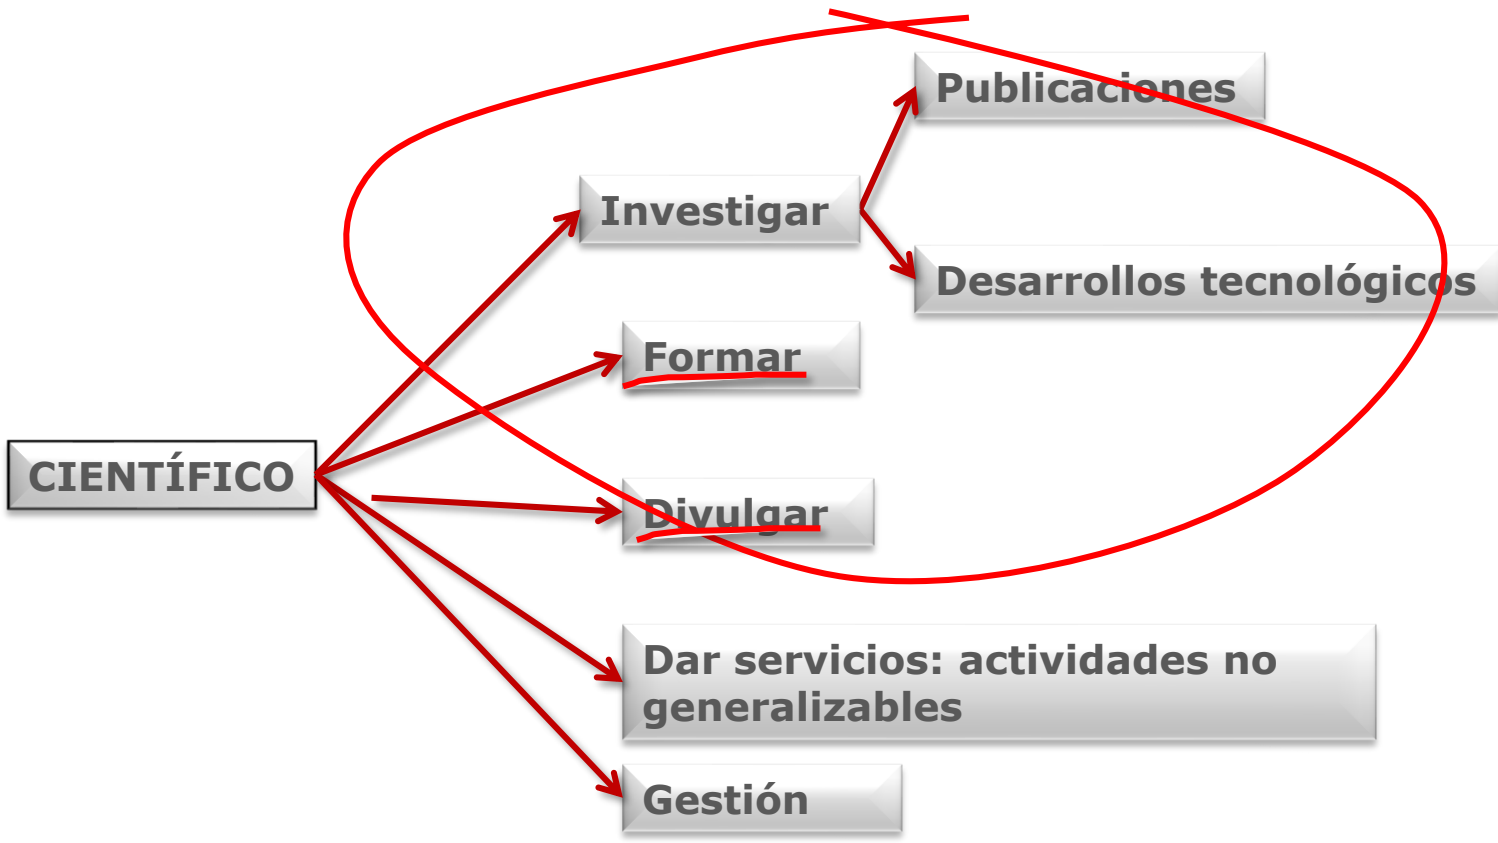 Publicaciones
Investigar
Desarrollos tecnológicos
Formar
CIENTÍFICO
Divulgar
Dar servicios: actividades no
generalizables
Gestión